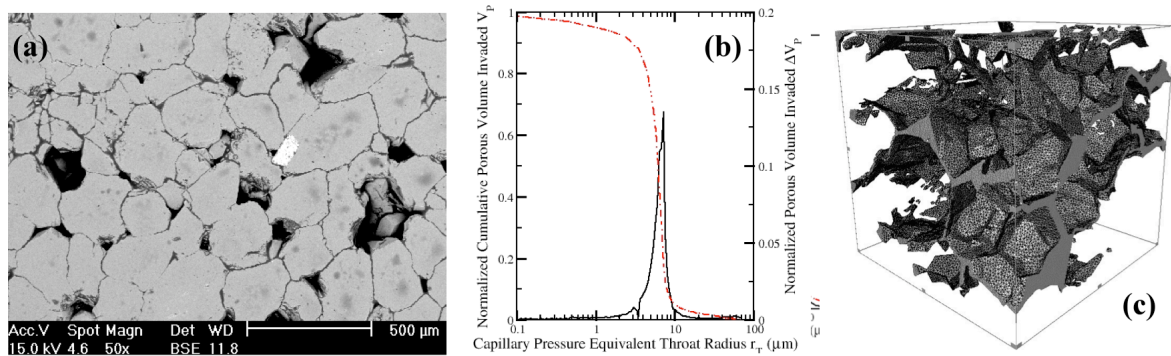 (a)
Acc.V Spot Magn Det WD 500 µm
15.0 kV 4.6 50x BSE 11.8
(b)
Normalized Cumulative Porous Volume Invaded V_P
1
0.8
0.6
0.4
0.2
0
0.2
0.15
0.1
0.05
0
Normalized Porous Volume Invaded ΔV_P
0.1 1 10 100
Capillary Pressure Equivalent Throat Radius r_T (µm)
(c)